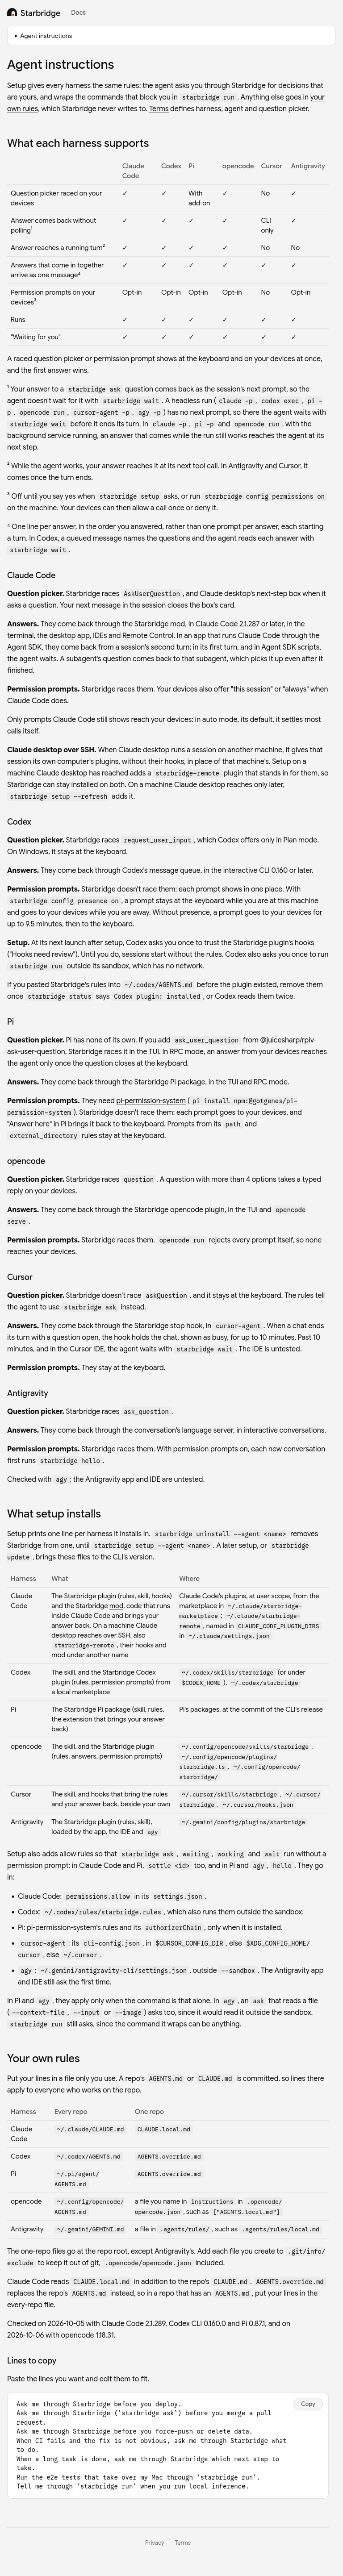 Starbridge Docs
▸ Agent instructions
Agent instructions
Setup gives every harness the same rules: the agent asks you through Starbridge for decisions that
are yours, and wraps the commands that block you in starbridge run. Anything else goes in your
own rules, which Starbridge never writes to. Terms defines harness, agent and question picker.
What each harness supports
Claude Code Codex Pi opencode Cursor Antigravity
Question picker raced on your devices ✓ ✓ With add-on ✓ No ✓
Answer comes back without polling¹ ✓ ✓ ✓ ✓ CLI only ✓
Answer reaches a running turn² ✓ ✓ ✓ ✓ No No
Answers that come in together arrive as one message⁴ ✓ ✓ ✓ ✓ ✓ ✓
Permission prompts on your devices³ Opt-in Opt-in Opt-in Opt-in No Opt-in
Runs ✓ ✓ ✓ ✓ ✓ ✓
"Waiting for you" ✓ ✓ ✓ ✓ ✓ ✓
A raced question picker or permission prompt shows at the keyboard and on your devices at once,
and the first answer wins.
¹ Your answer to a starbridge ask question comes back as the session's next prompt, so the
agent doesn't wait for it with starbridge wait. A headless run (claude -p, codex exec, pi -
p, opencode run, cursor-agent -p, agy -p) has no next prompt, so there the agent waits with
starbridge wait before it ends its turn. In claude -p, pi -p and opencode run, with the
background service running, an answer that comes while the run still works reaches the agent at its
next step.
² While the agent works, your answer reaches it at its next tool call. In Antigravity and Cursor, it
comes once the turn ends.
³ Off until you say yes when starbridge setup asks, or run starbridge config permissions on
on the machine. Your devices can then allow a call once or deny it.
⁴ One line per answer, in the order you answered, rather than one prompt per answer, each starting
a turn. In Codex, a queued message names the questions and the agent reads each answer with
starbridge wait.
Claude Code
Question picker. Starbridge races AskUserQuestion, and Claude desktop's next-step box when it
asks a question. Your next message in the session closes the box's card.
Answers. They come back through the Starbridge mod, in Claude Code 2.1.287 or later, in the
terminal, the desktop app, IDEs and Remote Control. In an app that runs Claude Code through the
Agent SDK, they come back from a session's second turn; in its first turn, and in Agent SDK scripts,
the agent waits. A subagent's question comes back to that subagent, which picks it up even after it
finished.
Permission prompts. Starbridge races them. Your devices also offer "this session" or "always" when
Claude Code does.
Only prompts Claude Code still shows reach your devices: in auto mode, its default, it settles most
calls itself.
Claude desktop over SSH. When Claude desktop runs a session on another machine, it gives that
session its own computer's plugins, without their hooks, in place of that machine's. Setup on a
machine Claude desktop has reached adds a starbridge-remote plugin that stands in for them, so
Starbridge can stay installed on both. On a machine Claude desktop reaches only later,
starbridge setup --refresh adds it.
Codex
Question picker. Starbridge races request_user_input, which Codex offers only in Plan mode.
On Windows, it stays at the keyboard.
Answers. They come back through Codex's message queue, in the interactive CLI 0.160 or later.
Permission prompts. Starbridge doesn't race them: each prompt shows in one place. With
starbridge config presence on, a prompt stays at the keyboard while you are at this machine
and goes to your devices while you are away. Without presence, a prompt goes to your devices for
up to 9.5 minutes, then to the keyboard.
Setup. At its next launch after setup, Codex asks you once to trust the Starbridge plugin's hooks
("Hooks need review"). Until you do, sessions start without the rules. Codex also asks you once to run
starbridge run outside its sandbox, which has no network.
If you pasted Starbridge's rules into ~/.codex/AGENTS.md before the plugin existed, remove them
once starbridge status says Codex plugin: installed, or Codex reads them twice.
Pi
Question picker. Pi has none of its own. If you add ask_user_question from @juicesharp/rpiv-
ask-user-question, Starbridge races it in the TUI. In RPC mode, an answer from your devices reaches
the agent only once the question closes at the keyboard.
Answers. They come back through the Starbridge Pi package, in the TUI and RPC mode.
Permission prompts. They need pi-permission-system (pi install npm:@gotgenes/pi-
permission-system). Starbridge doesn't race them: each prompt goes to your devices, and
"Answer here" in Pi brings it back to the keyboard. Prompts from its path and
external_directory rules stay at the keyboard.
opencode
Question picker. Starbridge races question. A question with more than 4 options takes a typed
reply on your devices.
Answers. They come back through the Starbridge opencode plugin, in the TUI and opencode
serve.
Permission prompts. Starbridge races them. opencode run rejects every prompt itself, so none
reaches your devices.
Cursor
Question picker. Starbridge doesn't race askQuestion, and it stays at the keyboard. The rules tell
the agent to use starbridge ask instead.
Answers. They come back through the Starbridge stop hook, in cursor-agent. When a chat ends
its turn with a question open, the hook holds the chat, shown as busy, for up to 10 minutes. Past 10
minutes, and in the Cursor IDE, the agent waits with starbridge wait. The IDE is untested.
Permission prompts. They stay at the keyboard.
Antigravity
Question picker. Starbridge races ask_question.
Answers. They come back through the conversation's language server, in interactive conversations.
Permission prompts. Starbridge races them. With permission prompts on, each new conversation
first runs starbridge hello.
Checked with agy; the Antigravity app and IDE are untested.
What setup installs
Setup prints one line per harness it installs in. starbridge uninstall --agent <name> removes
Starbridge from one, until starbridge setup --agent <name>. A later setup, or starbridge
update, brings these files to the CLI's version.
Harness What Where
Claude Code The Starbridge plugin (rules, skill, hooks) and the Starbridge mod, code that runs inside Claude Code and brings your answer back. On a machine Claude desktop reaches over SSH, also starbridge-remote, their hooks and mod under another name Claude Code's plugins, at user scope, from the marketplace in ~/.claude/starbridge-marketplace; ~/.claude/starbridge-remote, named in CLAUDE_CODE_PLUGIN_DIRS in ~/.claude/settings.json
Codex The skill, and the Starbridge Codex plugin (rules, permission prompts) from a local marketplace ~/.codex/skills/starbridge (or under $CODEX_HOME), ~/.codex/starbridge
Pi The Starbridge Pi package (skill, rules, the extension that brings your answer back) Pi's packages, at the commit of the CLI's release
opencode The skill, and the Starbridge plugin (rules, answers, permission prompts) ~/.config/opencode/skills/starbridge, ~/.config/opencode/plugins/starbridge.ts, ~/.config/opencode/starbridge/
Cursor The skill, and hooks that bring the rules and your answer back, beside your own ~/.cursor/skills/starbridge, ~/.cursor/starbridge, ~/.cursor/hooks.json
Antigravity The Starbridge plugin (rules, skill), loaded by the app, the IDE and agy ~/.gemini/config/plugins/starbridge
Setup also adds allow rules so that starbridge ask, waiting, working and wait run without a
permission prompt; in Claude Code and Pi, settle <id> too, and in Pi and agy, hello. They go
in:
• Claude Code: permissions.allow in its settings.json.
• Codex: ~/.codex/rules/starbridge.rules, which also runs them outside the sandbox.
• Pi: pi-permission-system's rules and its authorizerChain, only when it is installed.
• cursor-agent: its cli-config.json, in $CURSOR_CONFIG_DIR, else $XDG_CONFIG_HOME/
cursor, else ~/.cursor.
• agy: ~/.gemini/antigravity-cli/settings.json, outside --sandbox. The Antigravity app
and IDE still ask the first time.
In Pi and agy, they apply only when the command is that alone. In agy, an ask that reads a file
(--context-file, --input or --image) asks too, since it would read it outside the sandbox.
starbridge run still asks, since the command it wraps can be anything.
Your own rules
Put your lines in a file only you use. A repo's AGENTS.md or CLAUDE.md is committed, so lines there
apply to everyone who works on the repo.
Harness Every repo One repo
Claude Code ~/.claude/CLAUDE.md CLAUDE.local.md
Codex ~/.codex/AGENTS.md AGENTS.override.md
Pi ~/.pi/agent/AGENTS.md AGENTS.override.md
opencode ~/.config/opencode/AGENTS.md a file you name in instructions in .opencode/opencode.json, such as ["AGENTS.local.md"]
Antigravity ~/.gemini/GEMINI.md a file in .agents/rules/, such as .agents/rules/local.md
The one-repo files go at the repo root, except Antigravity's. Add each file you create to .git/info/
exclude to keep it out of git, .opencode/opencode.json included.
Claude Code reads CLAUDE.local.md in addition to the repo's CLAUDE.md. AGENTS.override.md
replaces the repo's AGENTS.md instead, so in a repo that has an AGENTS.md, put your lines in the
every-repo file.
Checked on 2026-10-05 with Claude Code 2.1.289, Codex CLI 0.160.0 and Pi 0.87.1, and on
2026-10-06 with opencode 1.18.31.
Lines to copy
Paste the lines you want and edit them to fit.
Copy
Ask me through Starbridge before you deploy.
Ask me through Starbridge (`starbridge ask`) before you merge a pull
request.
Ask me through Starbridge before you force-push or delete data.
When CI fails and the fix is not obvious, ask me through Starbridge what
to do.
When a long task is done, ask me through Starbridge which next step to
take.
Run the e2e tests that take over my Mac through `starbridge run`.
Tell me through `starbridge run` when you run local inference.
Privacy Terms